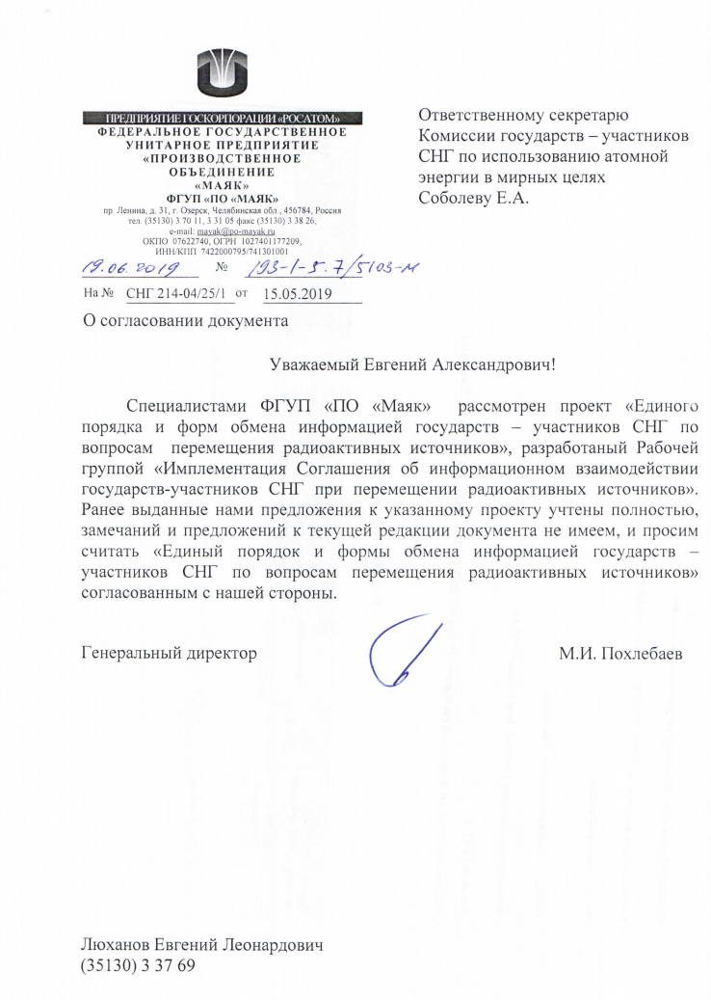 ПРЕДПРИЯТИЕ ГОСКОРПОРАЦИИ «РОСАТОМ»
ФЕДЕРАЛЬНОЕ ГОСУДАРСТВЕННОЕ
УНИТАРНОЕ ПРЕДПРИЯТИЕ
«ПРОИЗВОДСТВЕННОЕ
ОБЪЕДИНЕНИЕ
«МАЯК»
ФГУП «ПО «МАЯК»
пр. Ленина, д. 31, г. Озерск, Челябинская обл., 456784, Россия
тел. (35130) 3 70 11, 3 31 05 факс (35130) 3 38 26,
e-mail: mayak@po-mayak.ru
ОКПО 07622740, ОГРН 1027401177209,
ИНН/КПП 7422000795/741301001
19.06.2019 № 193-1-5.7/5103-М
На № СНГ 214-04/25/1 от 15.05.2019
Ответственному секретарю
Комиссии государств – участников
СНГ по использованию атомной
энергии в мирных целях
Соболеву Е.А.
О согласовании документа
Уважаемый Евгений Александрович!
Специалистами ФГУП «ПО «Маяк» рассмотрен проект «Единого
порядка и форм обмена информацией государств – участников СНГ по
вопросам перемещения радиоактивных источников», разработаный Рабочей
группой «Имплементация Соглашения об информационном взаимодействии
государств-участников СНГ при перемещении радиоактивных источников».
Ранее выданные нами предложения к указанному проекту учтены полностью,
замечаний и предложений к текущей редакции документа не имеем, и просим
считать «Единый порядок и формы обмена информацией государств –
участников СНГ по вопросам перемещения радиоактивных источников»
согласованным с нашей стороны.
Генеральный директор М.И. Похлебаев
Люханов Евгений Леонардович
(35130) 3 37 69